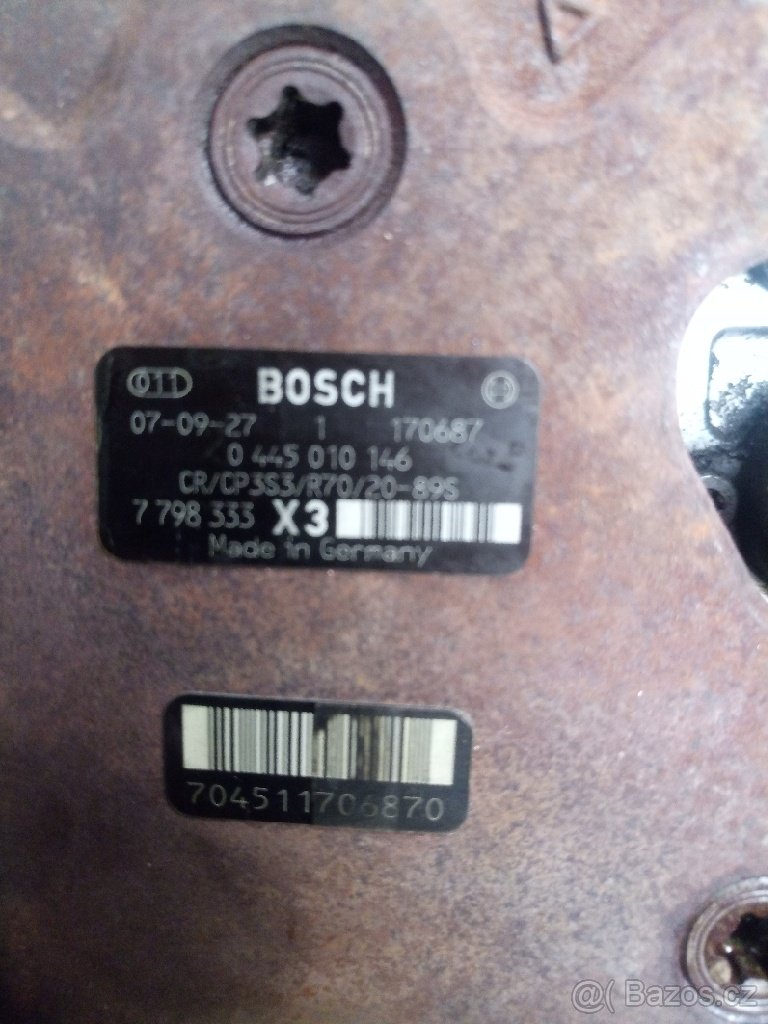 011 BOSCH
07-09-27 1 170687
0 445 010 146
CR/CP3S3/R70/20-89S
7 798 333 X3
Made in Germany
704511706870
@( Bazos.cz